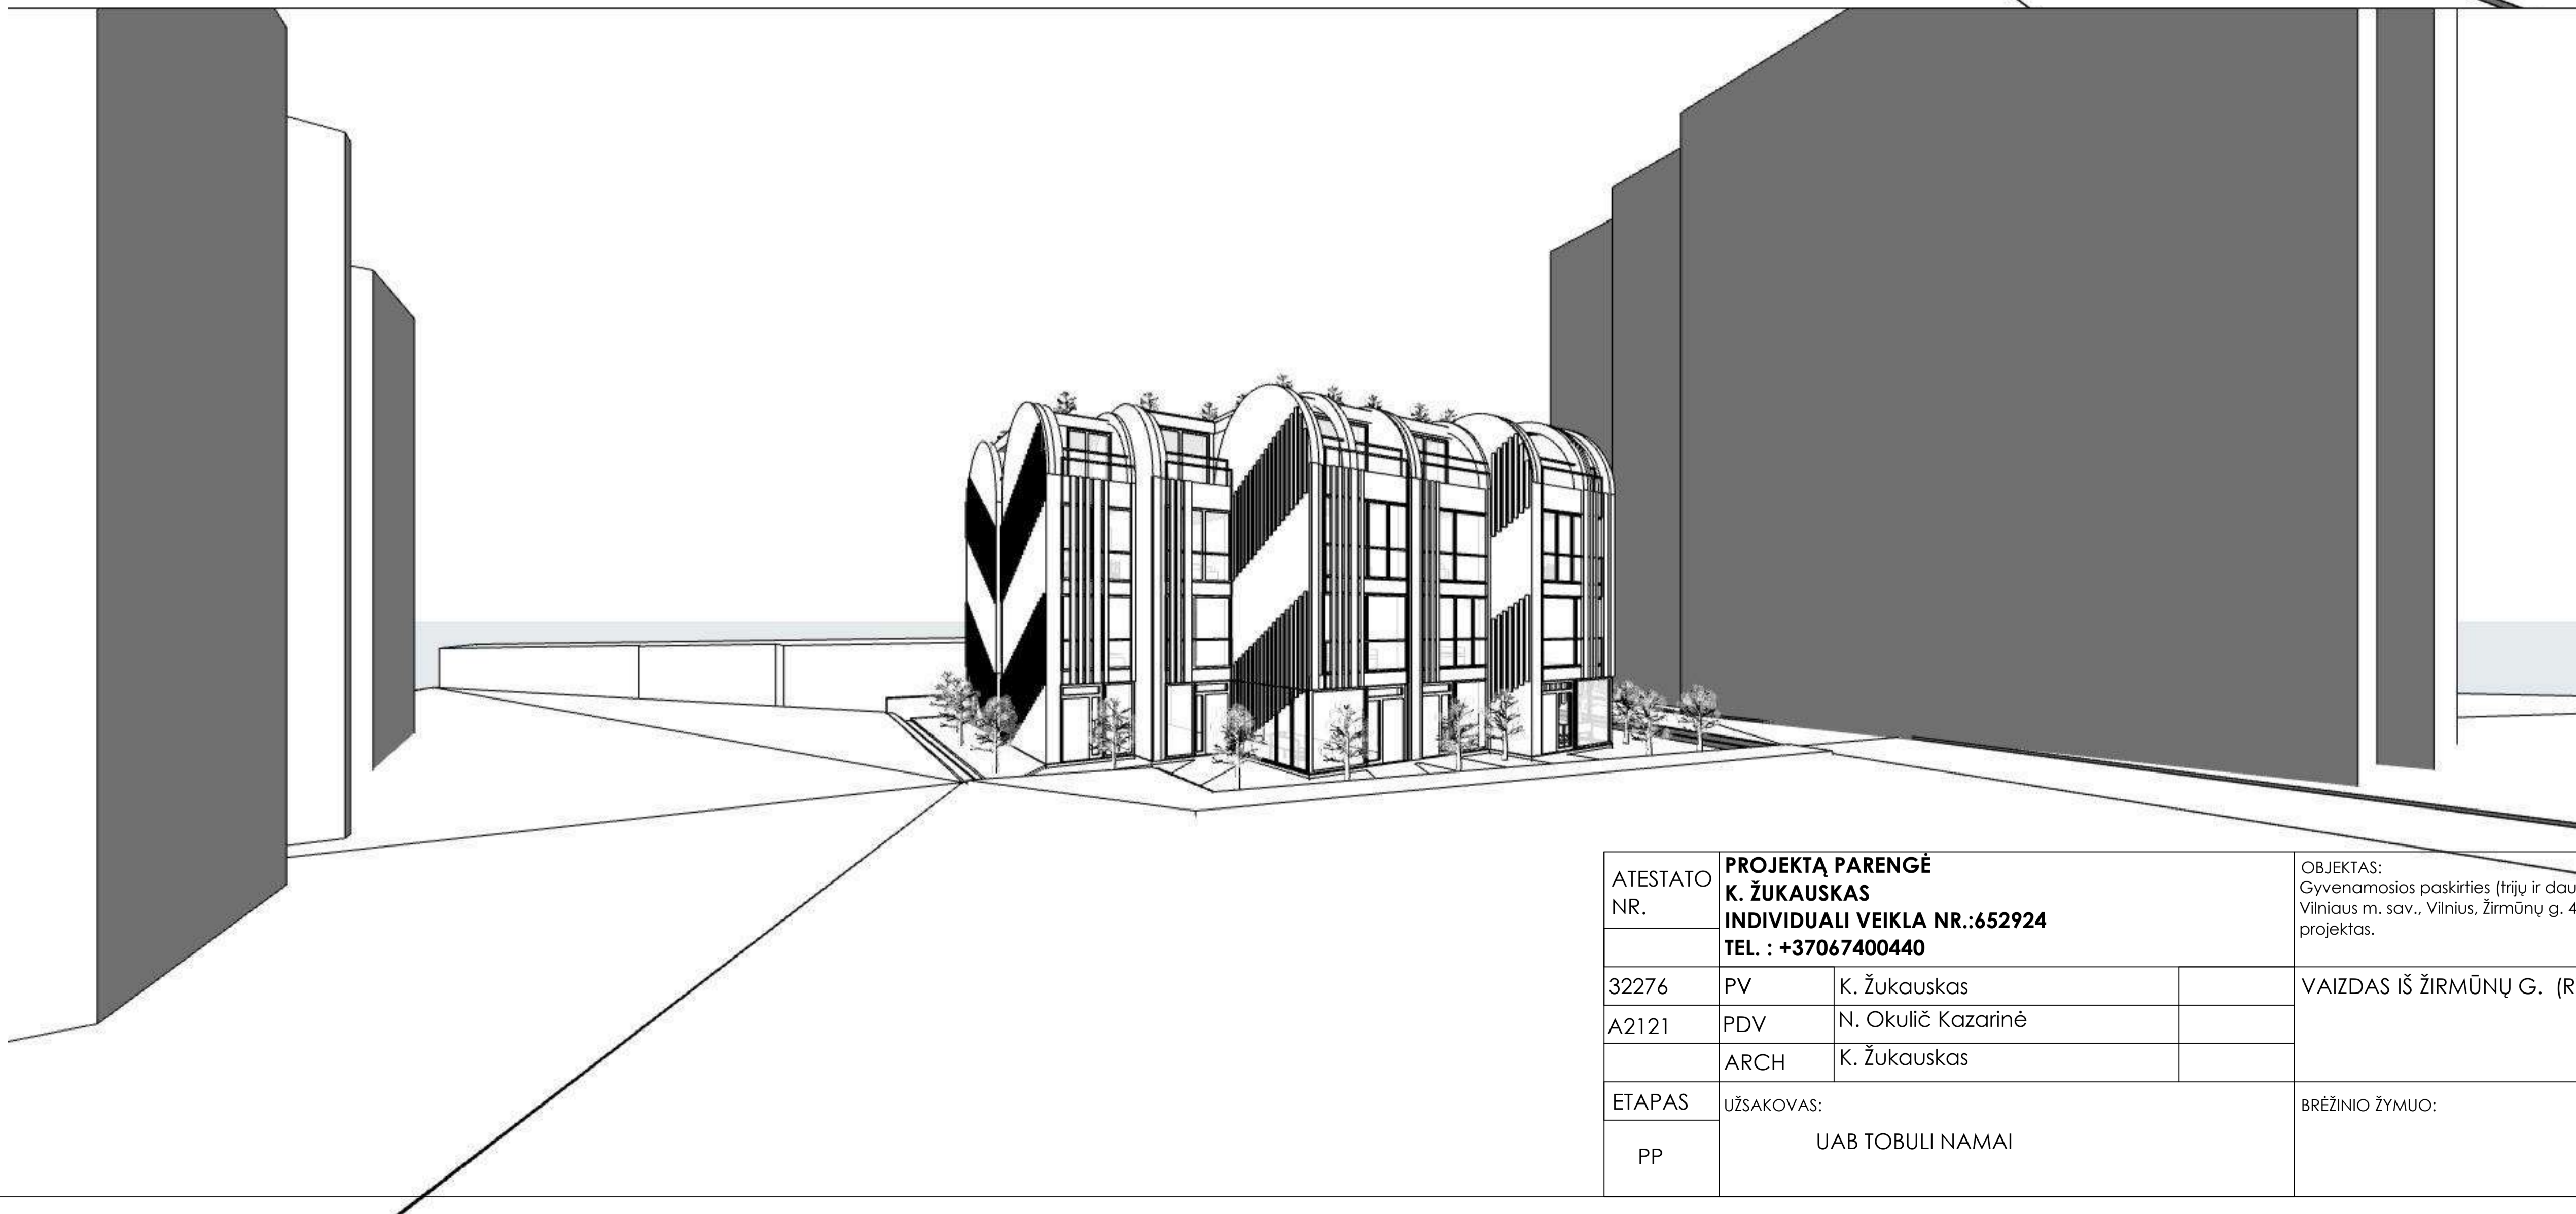 ATESTATO
NR.
PROJEKTĄ PARENGĖ
K. ŽUKAUSKAS
INDIVIDUALI VEIKLA NR.:652924
TEL. : +37067400440
OBJEKTAS:
Gyvenamosios paskirties (trijų ir dau
Vilniaus m. sav., Vilnius, Žirmūnų g. 4
projektas.
32276 PV K. Žukauskas
A2121 PDV N. Okulič Kazarinė
ARCH K. Žukauskas
VAIZDAS IŠ ŽIRMŪNŲ G. (R
ETAPAS
PP
UŽSAKOVAS:
UAB TOBULI NAMAI
BRĖŽINIO ŽYMUO: